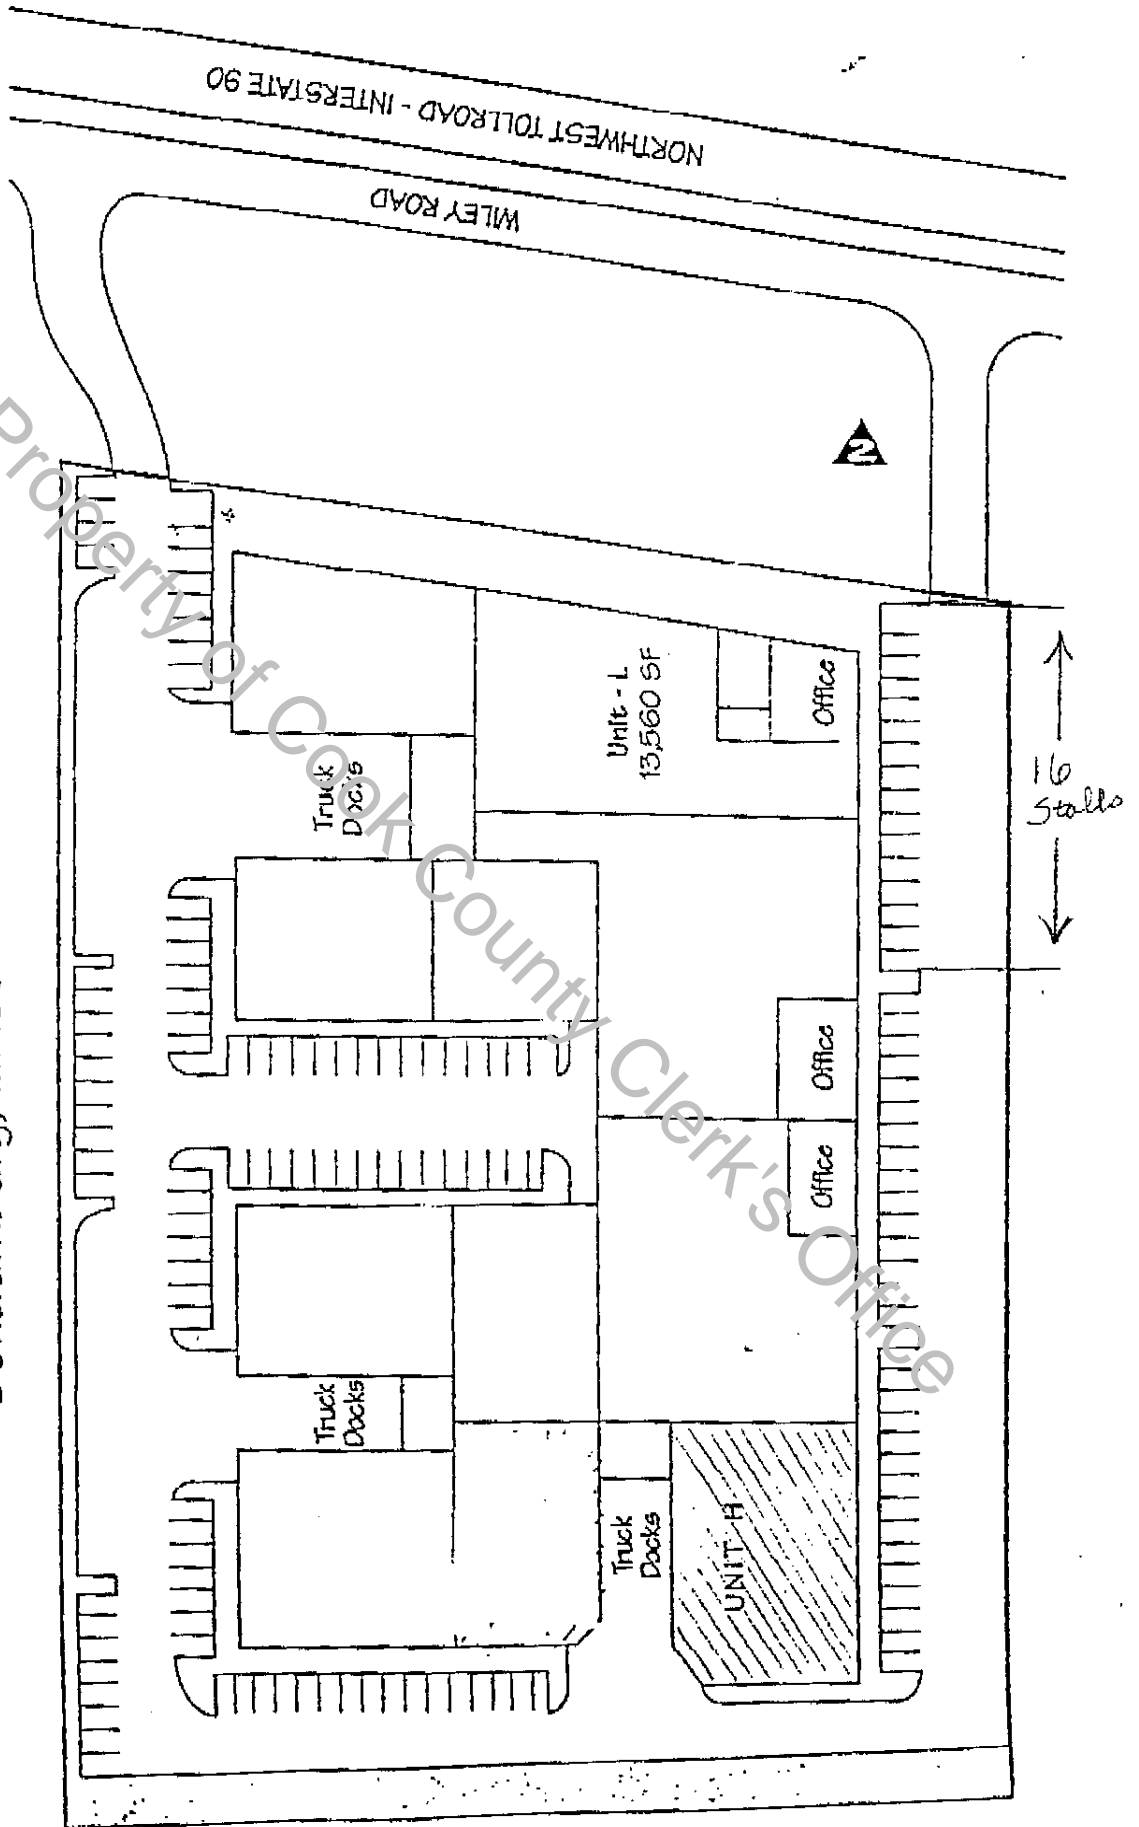 NORTHWEST TOLLROAD - INTERSTATE 90
WILEY ROAD
2
Unit - L
13,560 SF
Office
Truck
Docks
16
Stalls
Office
Office
Truck
Docks
Truck
Docks
UNIT H
Property of Cook County Clerk's Office